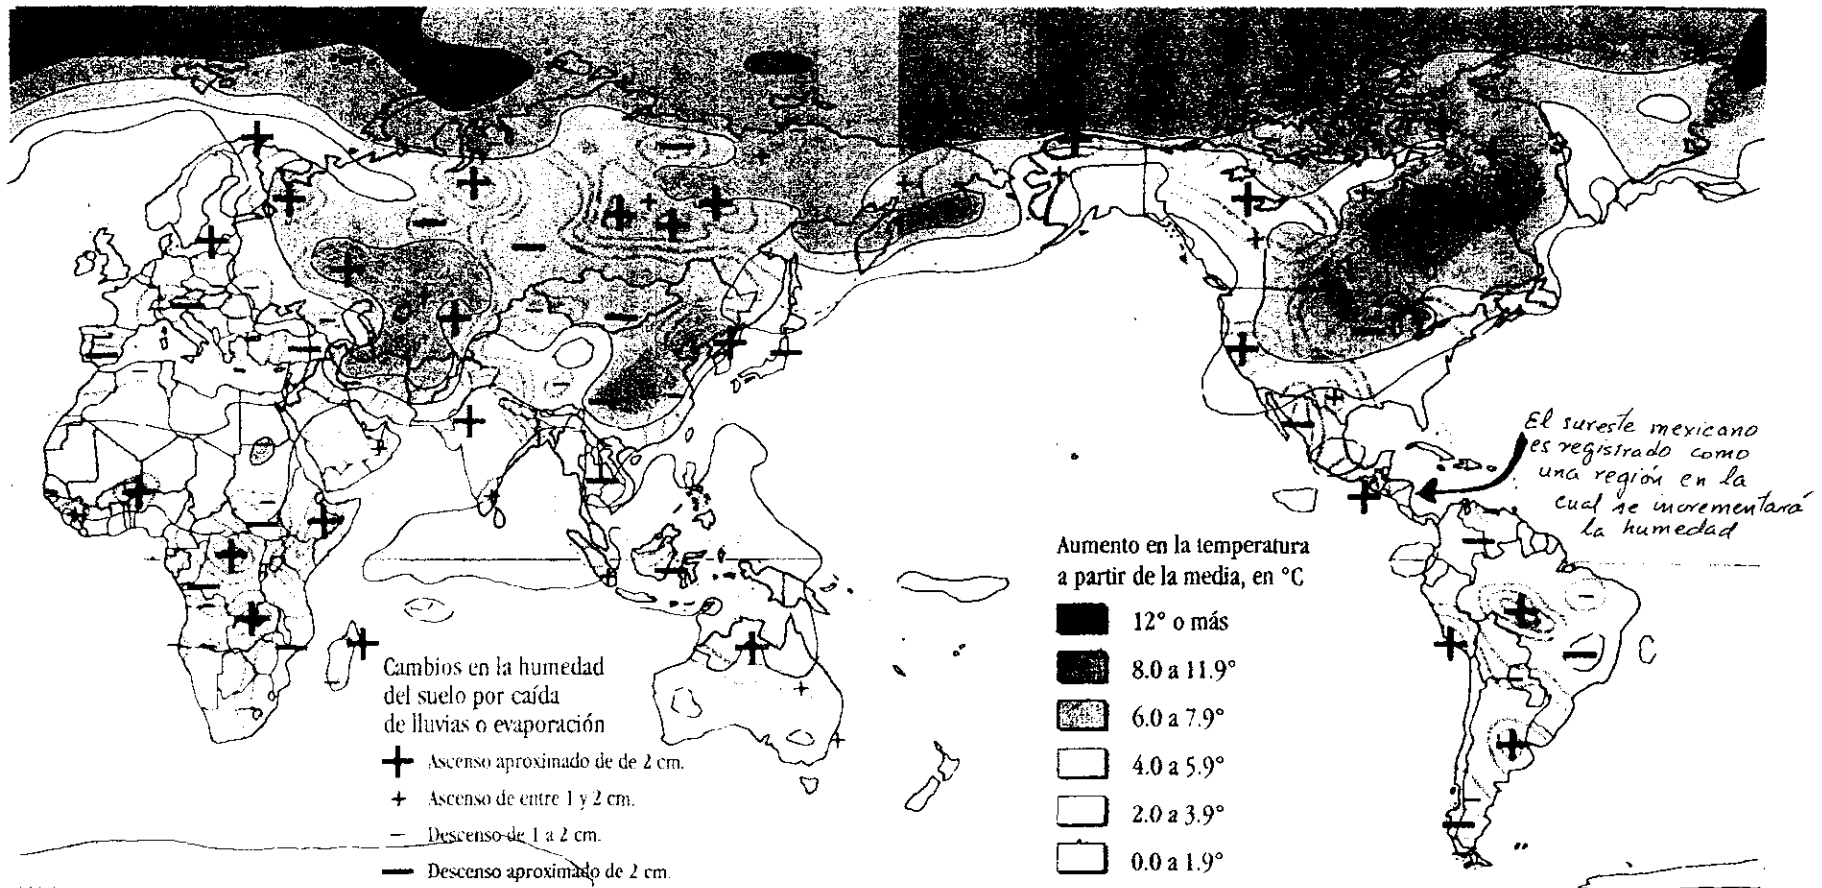 El sureste mexicano
es registrado como
una región en la
cual se incrementará
la humedad
Aumento en la temperatura
a partir de la media, en °C
12° o más
8.0 a 11.9°
6.0 a 7.9°
4.0 a 5.9°
2.0 a 3.9°
0.0 a 1.9°
Cambios en la humedad
del suelo por caída
de lluvias o evaporación
+ Ascenso aproximado de de 2 cm.
+ Ascenso de entre 1 y 2 cm.
– Descenso de 1 a 2 cm.
— Descenso aproximado de 2 cm.
C